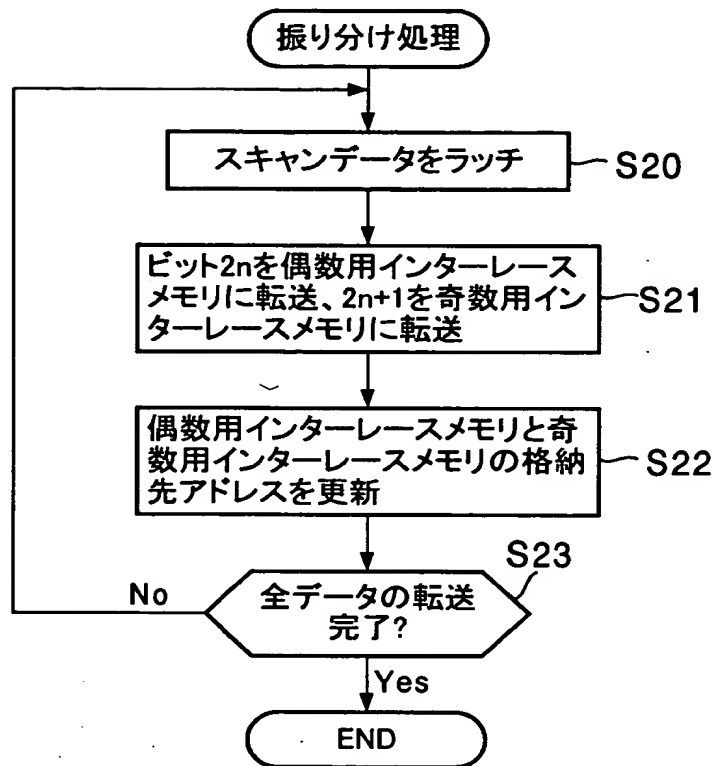 振り分け処理
スキャンデータをラッチ
S20
ビット2nを偶数用インターレース
メモリに転送、2n+1を奇数用イン
ターレースメモリに転送
S21
偶数用インターレースメモリと奇
数用インターレースメモリの格納
先アドレスを更新
S22
S23
全データの転送
完了?
No
Yes
END